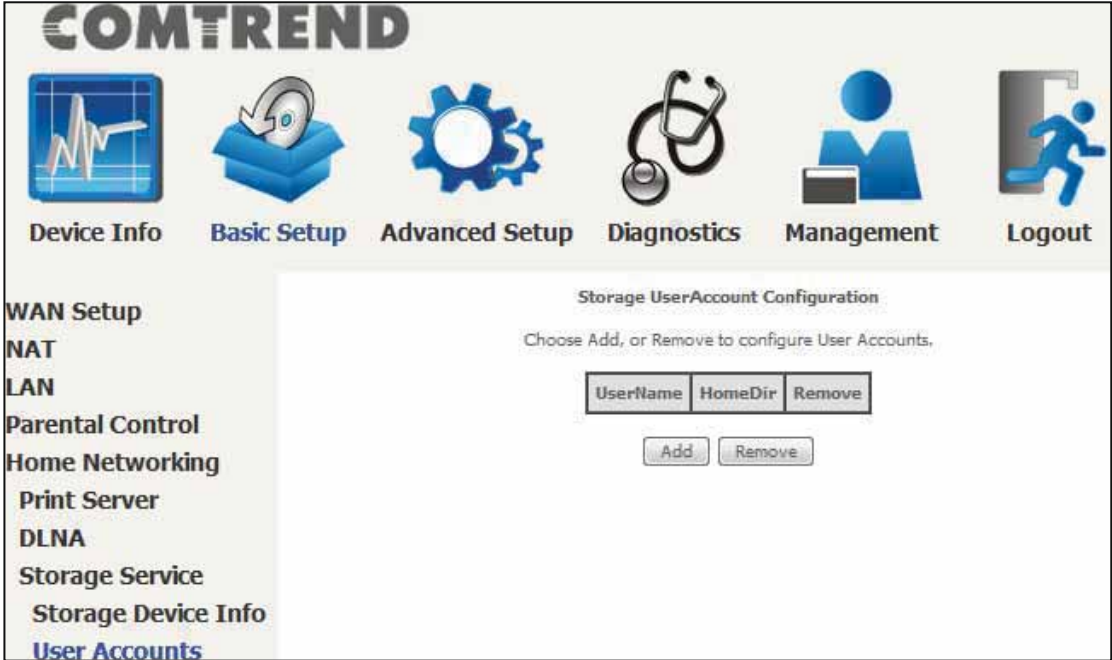 COMTREND
Device Info Basic Setup Advanced Setup Diagnostics Management Logout
WAN Setup
NAT
LAN
Parental Control
Home Networking
Print Server
DLNA
Storage Service
Storage Device Info
User Accounts
Storage UserAccount Configuration
Choose Add, or Remove to configure User Accounts.
UserName HomeDir Remove
Add Remove